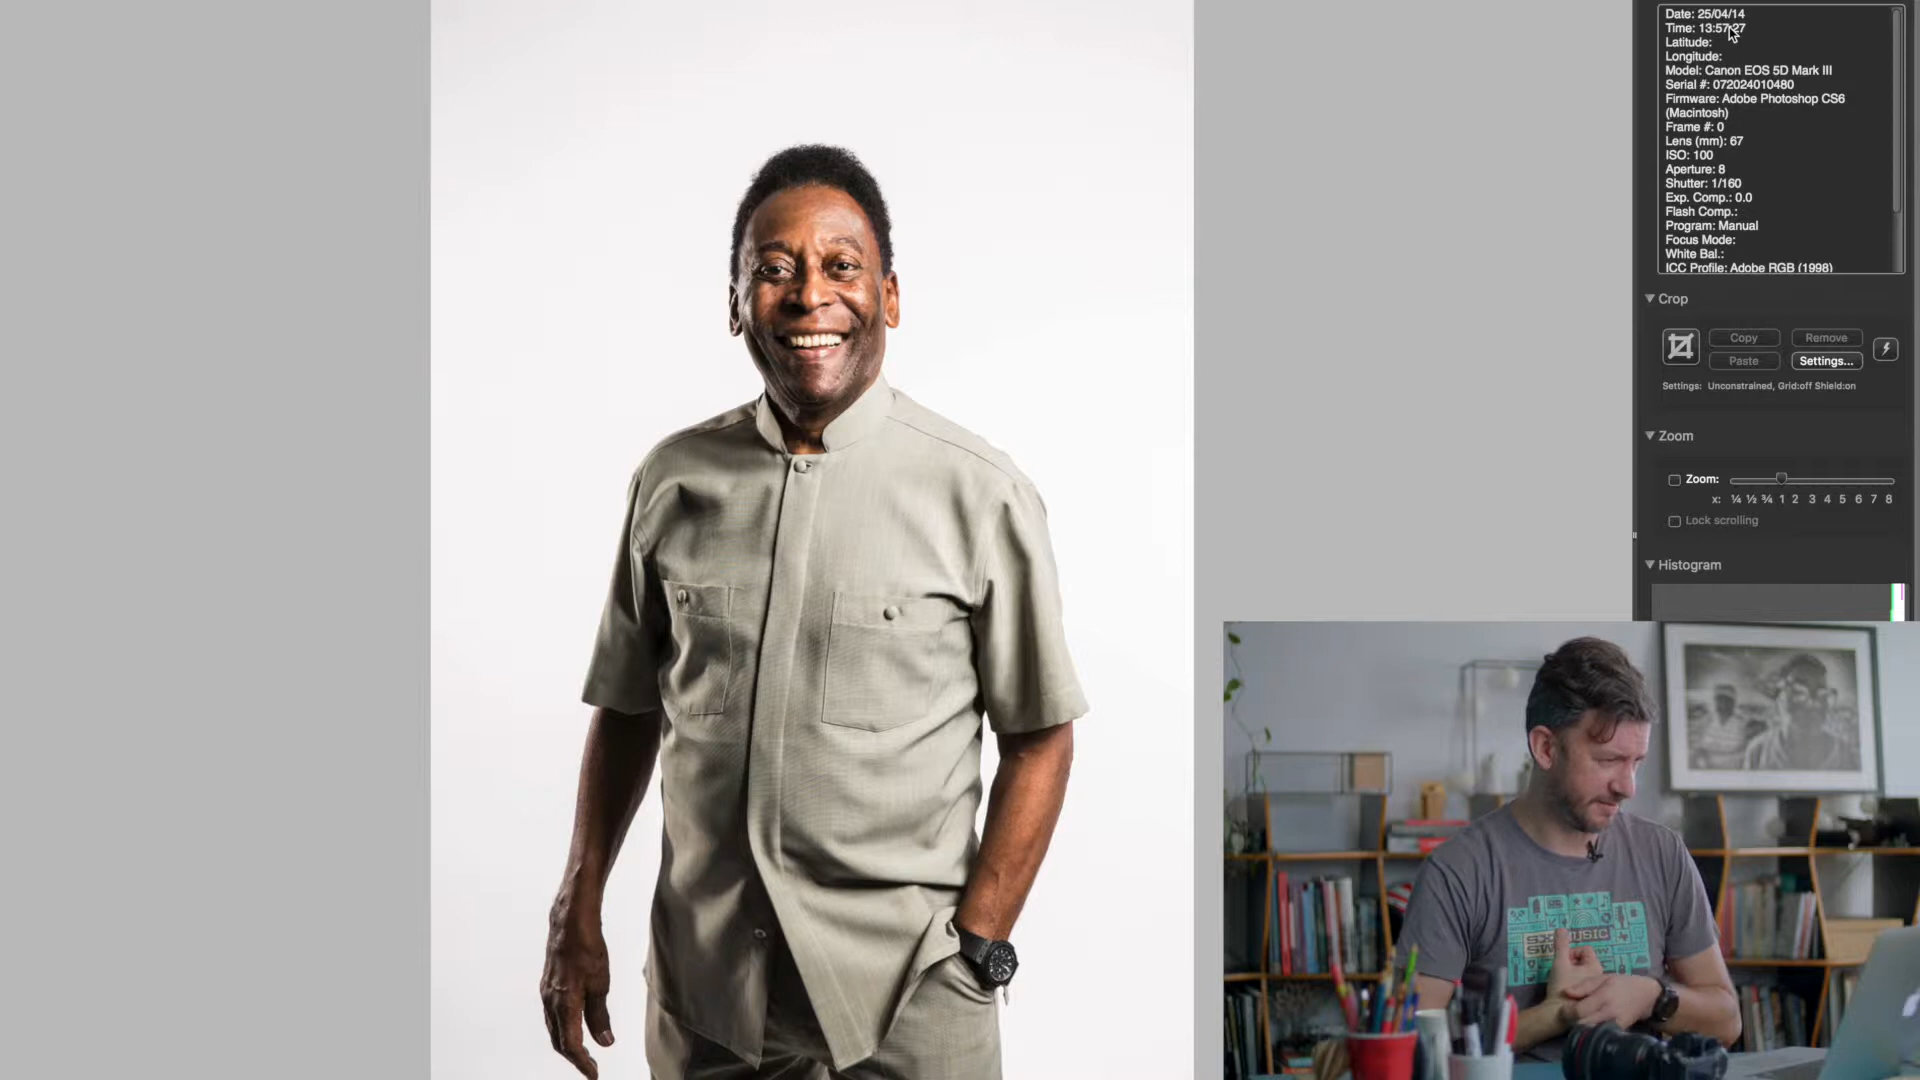 Date: 25/04/14
Time: 13:57:27
Latitude:
Longitude:
Model: Canon EOS 5D Mark III
Serial #: 072024010480
Firmware: Adobe Photoshop CS6
(Macintosh)
Frame #: 0
Lens (mm): 67
ISO: 100
Aperture: 8
Shutter: 1/160
Exp. Comp.: 0.0
Flash Comp.:
Program: Manual
Focus Mode:
White Bal.:
ICC Profile: Adobe RGB (1998)
Crop
Copy
Remove
Paste
Settings...
Settings: Unconstrained, Grid:off Shield:on
Zoom
Zoom:
x: ¼ ½ ¾ 1 2 3 4 5 6 7 8
Lock scrolling
Histogram
MUSIC